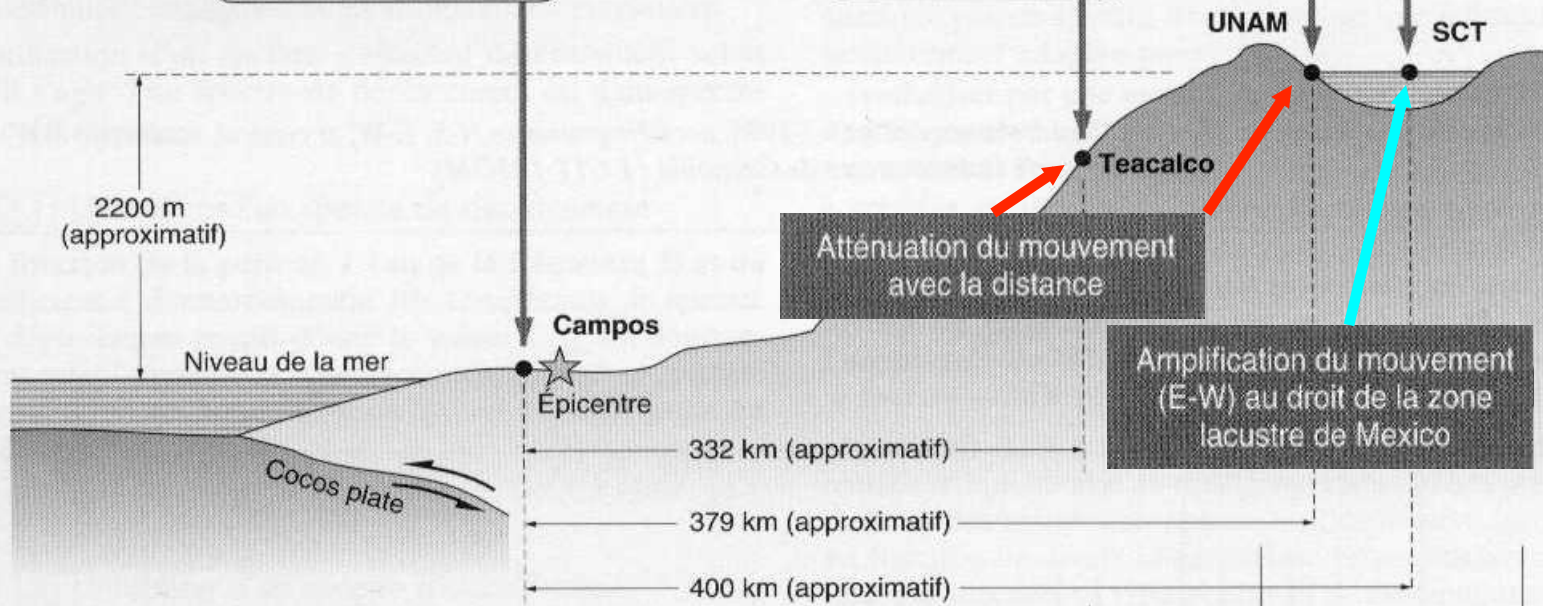 UNAM
SCT
Teacalco
2200 m
(approximatif)
Atténuation du mouvement
avec la distance
Campos
Niveau de la mer
Épicentre
Amplification du mouvement
(E-W) au droit de la zone
lacustre de Mexico
332 km (approximatif)
Cocos plate
379 km (approximatif)
400 km (approximatif)